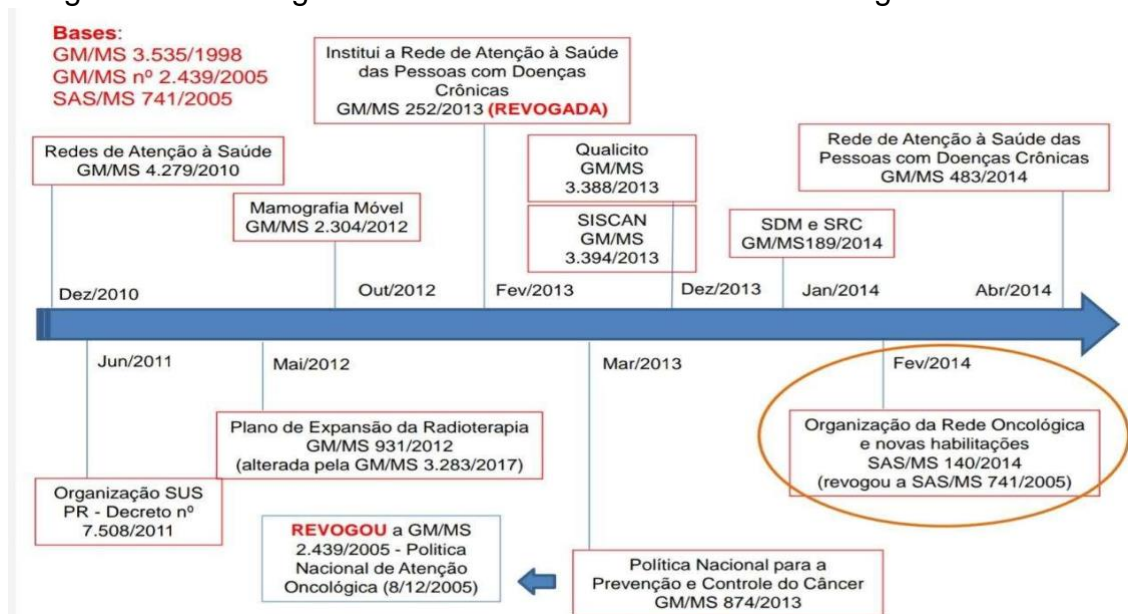 Bases:
GM/MS 3.535/1998
GM/MS nº 2.439/2005
SAS/MS 741/2005
Institui a Rede de Atenção à Saúde
das Pessoas com Doenças
Crônicas
GM/MS 252/2013 (REVOGADA)
Redes de Atenção à Saúde
GM/MS 4.279/2010
Mamografia Móvel
GM/MS 2.304/2012
Qualicito
GM/MS
3.388/2013
SISCAN
GM/MS
3.394/2013
SDM e SRC
GM/MS189/2014
Rede de Atenção à Saúde das
Pessoas com Doenças Crônicas
GM/MS 483/2014
Dez/2010
Out/2012
Fev/2013
Dez/2013
Jan/2014
Abr/2014
Jun/2011
Mai/2012
Mar/2013
Fev/2014
Plano de Expansão da Radioterapia
GM/MS 931/2012
(alterada pela GM/MS 3.283/2017)
Organização da Rede Oncológica
e novas habilitações
SAS/MS 140/2014
(revogou a SAS/MS 741/2005)
Organização SUS
PR - Decreto nº
7.508/2011
REVOGOU a GM/MS
2.439/2005 - Politica
Nacional de Atenção
Oncológica (8/12/2005)
Política Nacional para a
Prevenção e Controle do Câncer
GM/MS 874/2013